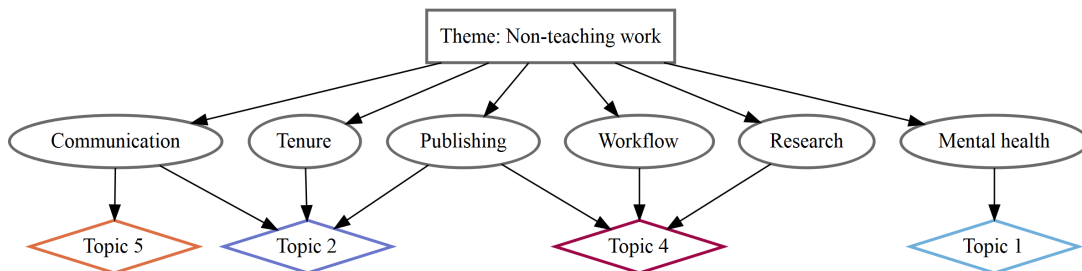 Theme: Non-teaching work
Communication
Tenure
Publishing
Workflow
Research
Mental health
Topic 5
Topic 2
Topic 4
Topic 1